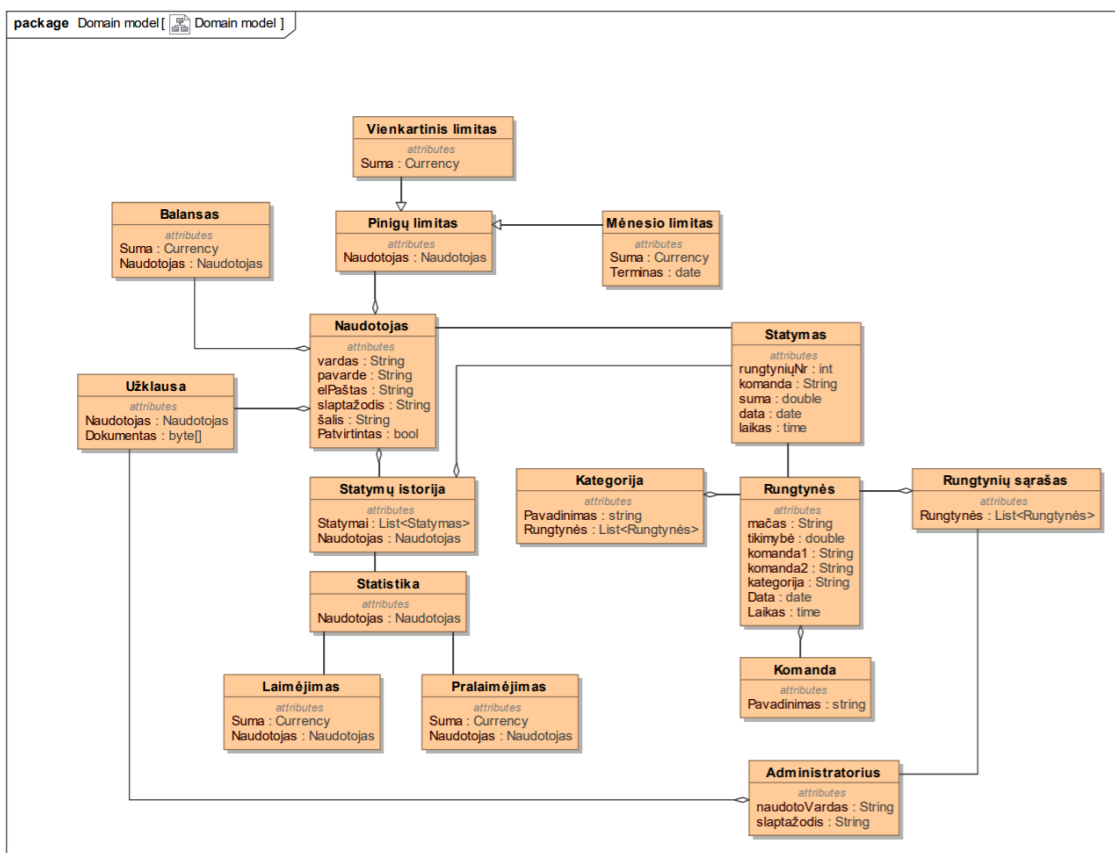 package Domain model [ Domain model ]
Vienkartinis limitas
attributes
Suma : Currency
Balansas
attributes
Suma : Currency
Naudotojas : Naudotojas
Pinigų limitas
attributes
Naudotojas : Naudotojas
Mėnesio limitas
attributes
Suma : Currency
Terminas : date
Naudotojas
attributes
vardas : String
pavarde : String
elPaštas : String
slaptažodis : String
šalis : String
Patvirtintas : bool
Statymas
attributes
rungtyniųNr : int
komanda : String
suma : double
data : date
laikas : time
Užklausa
attributes
Naudotojas : Naudotojas
Dokumentas : byte[]
Statymų istorija
attributes
Statymai : List<Statymas>
Naudotojas : Naudotojas
Kategorija
attributes
Pavadinimas : string
Rungtynės : List<Rungtynės>
Rungtynės
attributes
mačas : String
tikimybė : double
komanda1 : String
komanda2 : String
kategorija : String
Data : date
Laikas : time
Rungtynių sąrašas
attributes
Rungtynės : List<Rungtynės>
Statistika
attributes
Naudotojas : Naudotojas
Laimėjimas
attributes
Suma : Currency
Naudotojas : Naudotojas
Pralaimėjimas
attributes
Suma : Currency
Naudotojas : Naudotojas
Komanda
attributes
Pavadinimas : string
Administratorius
attributes
naudotoVardas : String
slaptažodis : String